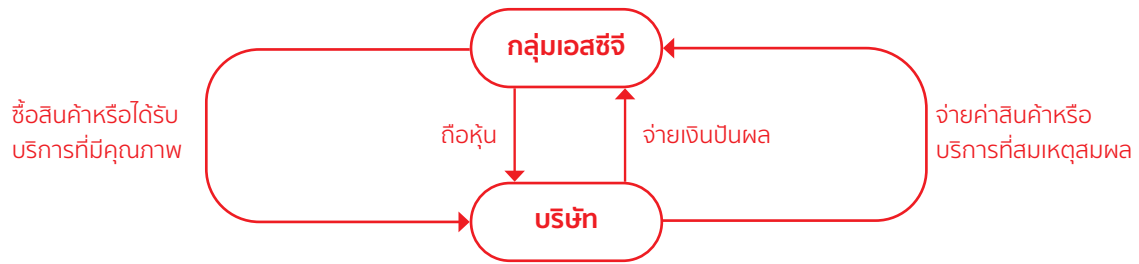 กลุ่มเอสซีจี
ซื้อสินค้าหรือได้รับ
บริการที่มีคุณภาพ
ถือหุ้น
จ่ายเงินปันผล
จ่ายค่าสินค้าหรือ
บริการที่สมเหตุสมผล
บริษัท